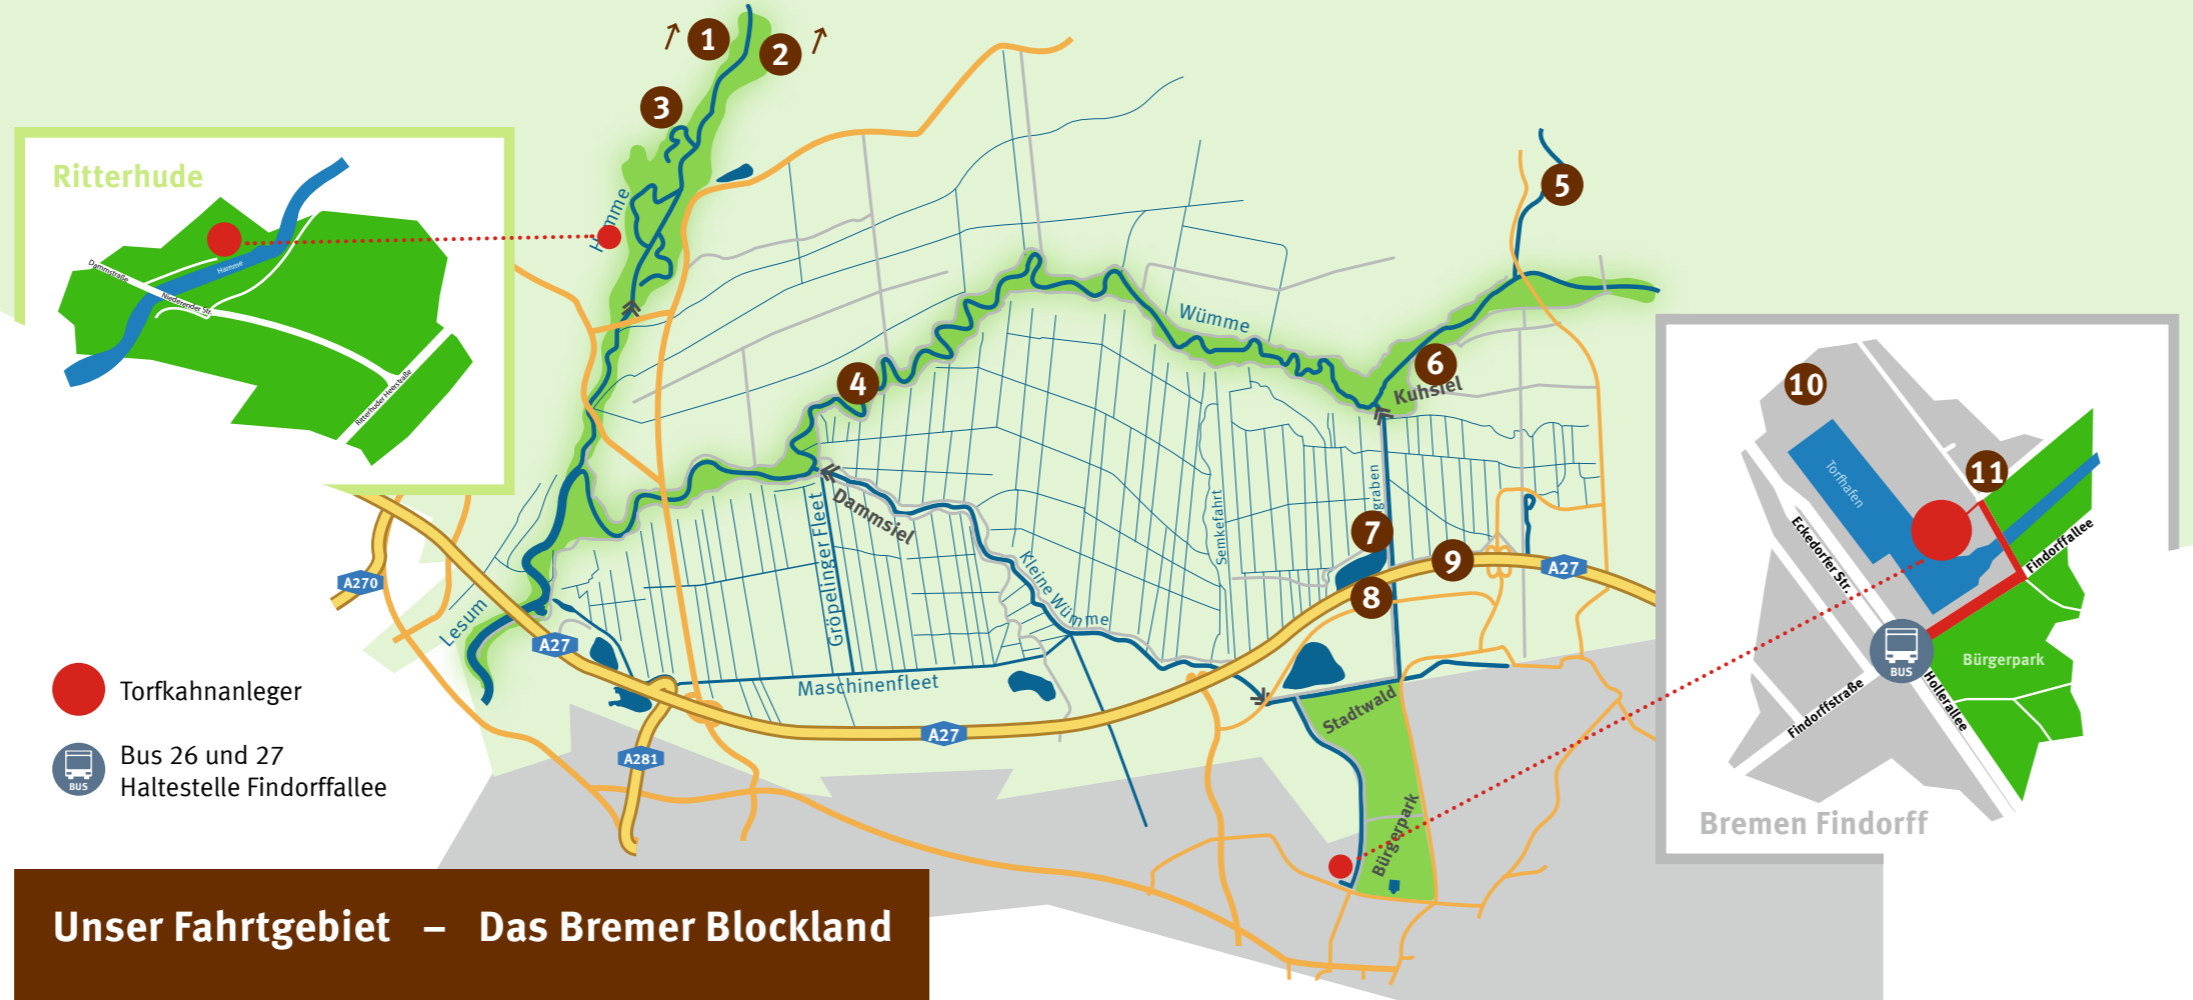 1
2
3
5
Ritterhude
Hamme
Dammstraße
Niederender Str.
Ritterhuder Heerstraße
Wümme
4
6
Kuhsiel
Dammsiel
Gröpelinger Fleet
Kleine Wümme
Semkefahrt
graben
7
8
9
A27
A270
Lesum
A27
Maschinenfleet
A27
A281
Stadtwald
Bürgerpark
Torfkahnanleger
BUS
Bus 26 und 27
Haltestelle Findorffallee
10
11
Torfhafen
Eckedorfer Str.
Findorffallee
BUS
Bürgerpark
Findorffstraße
Hollerallee
Bremen Findorff
Unser Fahrtgebiet – Das Bremer Blockland